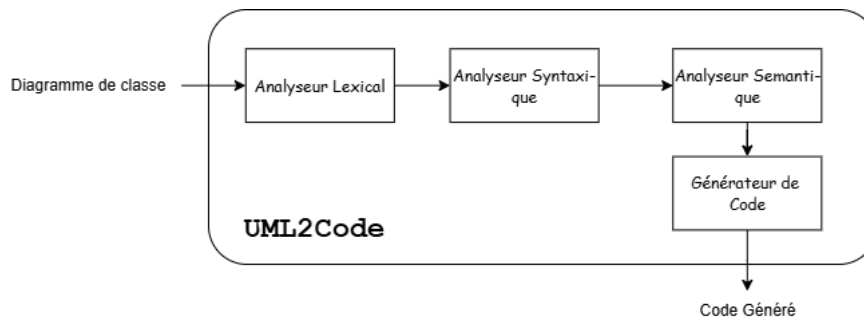 Diagramme de classe
Analyseur Lexical
Analyseur Syntaxi-
que
Analyseur Semanti-
que
Générateur de
Code
UML2Code
Code Généré